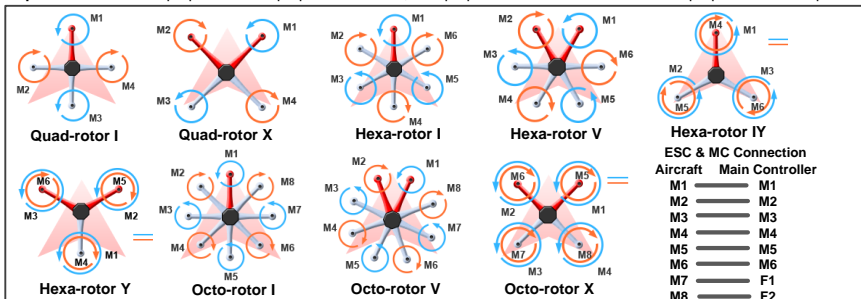 M1
M2
M4
M3
Quad-rotor I
M2
M1
M3
M4
Quad-rotor X
M1
M2
M6
M3
M5
M4
Hexa-rotor I
M2
M1
M3
M6
M4
M5
Hexa-rotor V
M4
M1
M2
M3
M5
M6
Hexa-rotor IY
M6
M5
M3
M2
M4
M1
Hexa-rotor Y
M1
M2
M8
M3
M7
M4
M6
M5
Octo-rotor I
M2
M1
M3
M8
M4
M7
M5
M6
Octo-rotor V
M6
M5
M2
M1
M7
M8
M3
M4
Octo-rotor X
ESC & MC Connection
Aircraft Main Controller
M1 M1
M2 M2
M3 M3
M4 M4
M5 M5
M6 M6
M7 F1
M8 F2